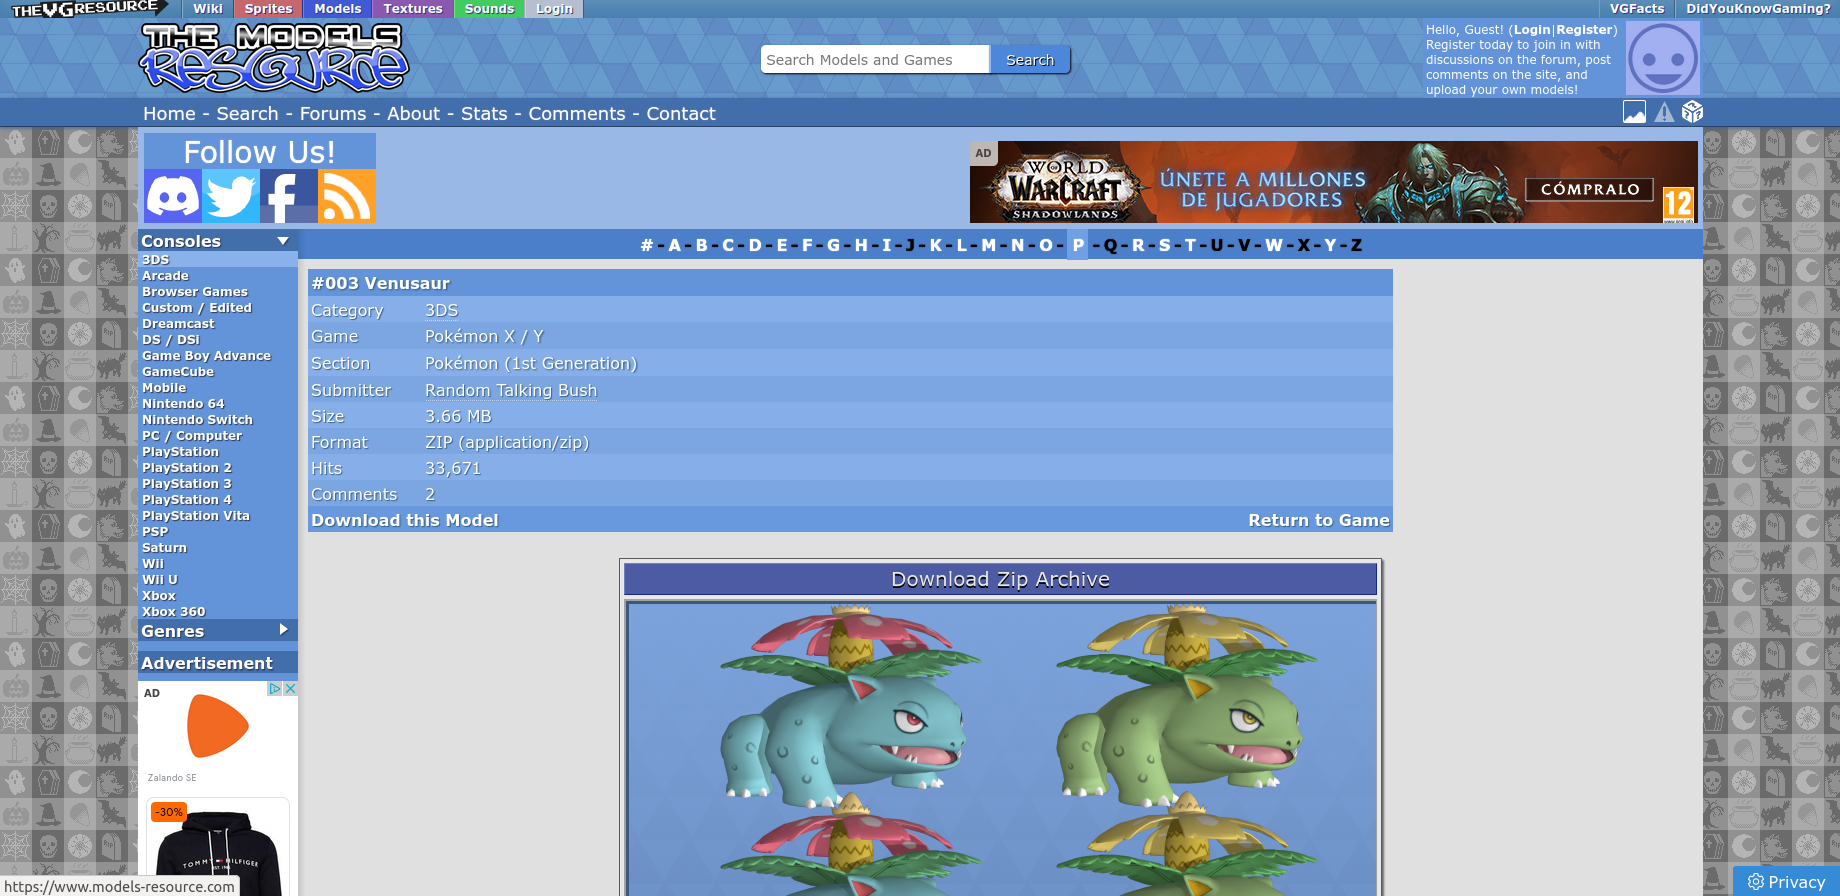 THE VG RESOURCE
Wiki
Sprites
Models
Textures
Sounds
Login
VGFacts
DidYouKnowGaming?
THE MODELS
RESOURCE
Search Models and Games
Search
Hello, Guest! (Login|Register)
Register today to join in with
discussions on the forum, post
comments on the site, and
upload your own models!
Home - Search - Forums - About - Stats - Comments - Contact
Follow Us!
AD
WORLD
WARCRAFT
SHADOWLANDS
ÚNETE A MILLONES
DE JUGADORES
CÓMPRALO
12
Consoles
# - A - B - C - D - E - F - G - H - I - J - K - L - M - N - O - P - Q - R - S - T - U - V - W - X - Y - Z
3DS
Arcade
Browser Games
Custom / Edited
Dreamcast
DS / DSi
Game Boy Advance
GameCube
Mobile
Nintendo 64
Nintendo Switch
PC / Computer
PlayStation
PlayStation 2
PlayStation 3
PlayStation 4
PlayStation Vita
PSP
Saturn
Wii
Wii U
Xbox
Xbox 360
Genres
Advertisement
AD
Zalando SE
-30%
TOMMY HILFIGER
#003 Venusaur
Category 3DS
Game Pokémon X / Y
Section Pokémon (1st Generation)
Submitter Random Talking Bush
Size 3.66 MB
Format ZIP (application/zip)
Hits 33,671
Comments 2
Download this Model
Return to Game
Download Zip Archive
https://www.models-resource.com
Privacy